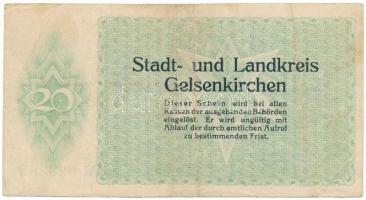 Stadt- und Landkreis
Gelsenkirchen
Dieser Schein wird bei allen
Kassen der ausgebenden Behörden
eingelöst. Er wird ungültig mit
Ablauf der durch amtlichen Aufruf
zu bestimmenden Frist.
20